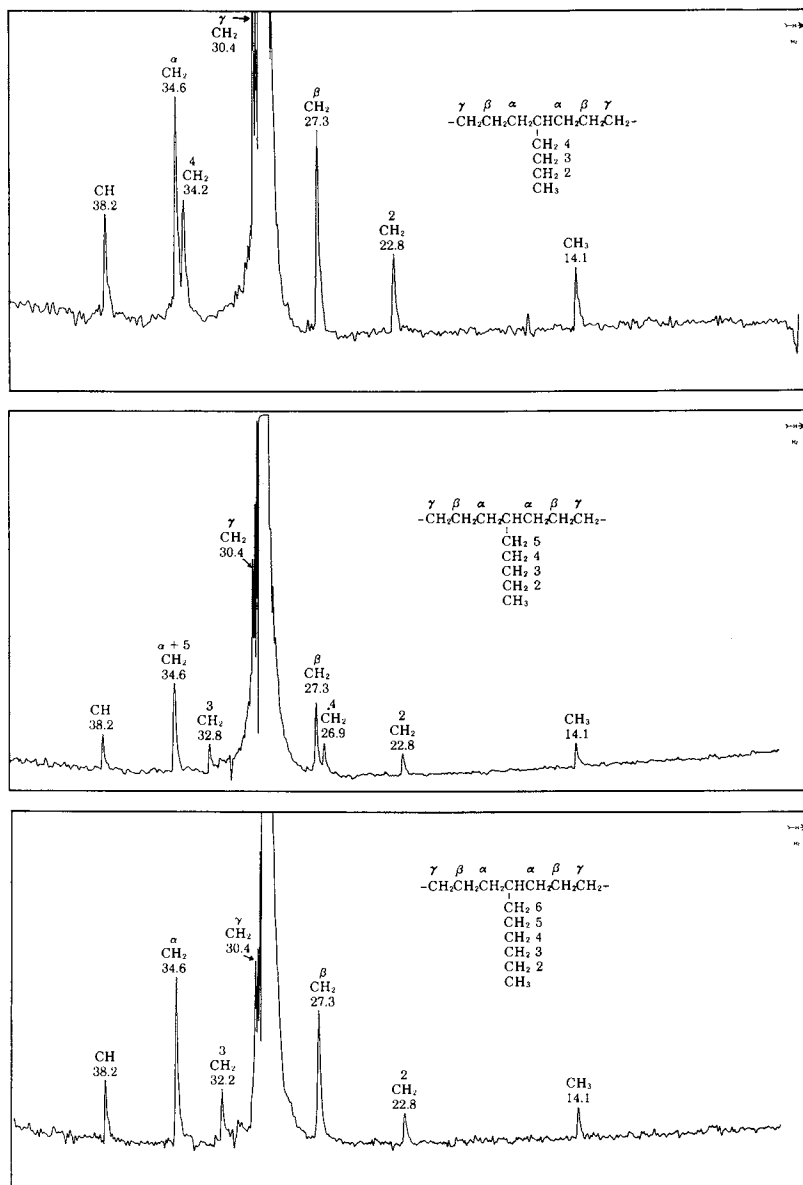 γ
CH₂
30.4
α
CH₂
34.6
4
CH₂
34.2
CH
38.2
β
CH₂
27.3
2
CH₂
22.8
CH₃
14.1
γ β α α β γ
-CH₂CH₂CH₂CHCH₂CH₂CH₂-
CH₂ 4
CH₂ 3
CH₂ 2
CH₃
γ
CH₂
30.4
α + 5
CH₂
34.6
CH
38.2
3
CH₂
32.8
β
CH₂
27.3
.4
CH₂
26.9
2
CH₂
22.8
CH₃
14.1
γ β α α β γ
-CH₂CH₂CH₂CHCH₂CH₂CH₂-
CH₂ 5
CH₂ 4
CH₂ 3
CH₂ 2
CH₃
γ
CH₂
30.4
α
CH₂
34.6
CH
38.2
3
CH₂
32.2
β
CH₂
27.3
2
CH₂
22.8
CH₃
14.1
γ β α α β γ
-CH₂CH₂CH₂CHCH₂CH₂CH₂-
CH₂ 6
CH₂ 5
CH₂ 4
CH₂ 3
CH₂ 2
CH₃